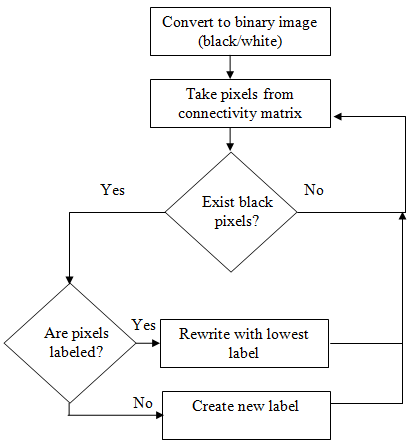 Convert to binary image
(black/white)
Take pixels from
connectivity matrix
Yes
No
Exist black
pixels?
Are pixels
labeled?
Yes
Rewrite with lowest
label
No
Create new label